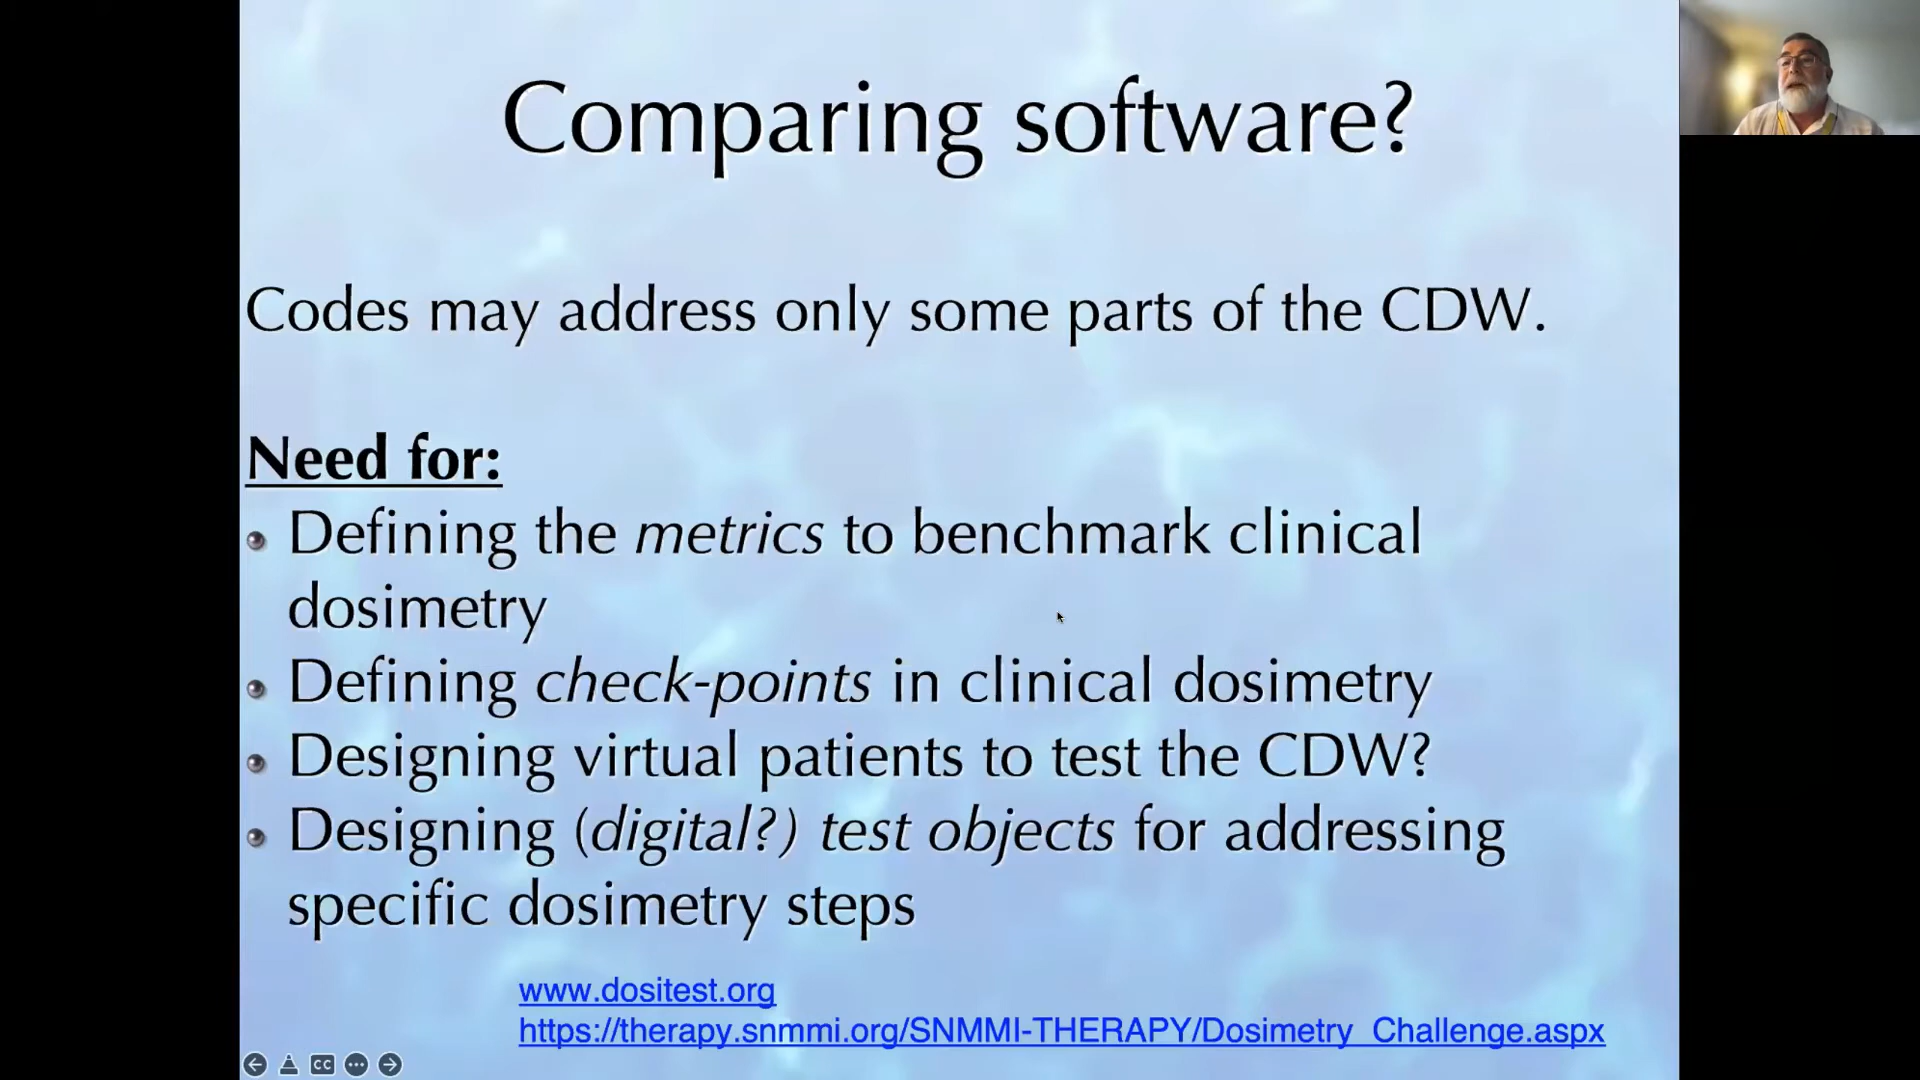 Comparing software?
Codes may address only some parts of the CDW.
Need for:
Defining the metrics to benchmark clinical
dosimetry
Defining check-points in clinical dosimetry
Designing virtual patients to test the CDW?
Designing (digital?) test objects for addressing
specific dosimetry steps
www.dositest.org
https://therapy.snmmi.org/SNMMI-THERAPY/Dosimetry_Challenge.aspx
CC